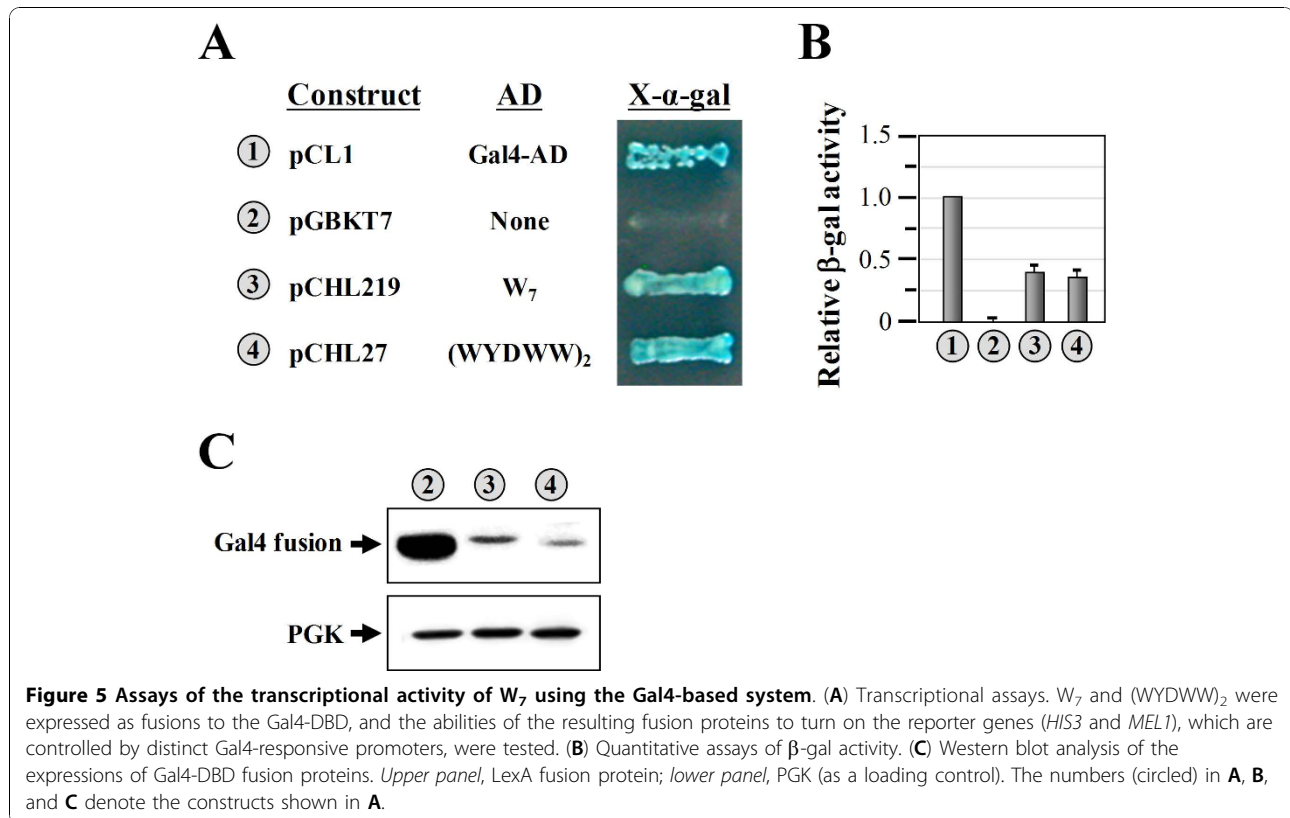 A
Construct AD X-α-gal
① pCL1 Gal4-AD
② pGBKT7 None
③ pCHL219 W₇
④ pCHL27 (WYDWW)₂
B
Relative β-gal activity
1.5
1.0
0.5
0
① ② ③ ④
C
② ③ ④
Gal4 fusion
PGK
Figure 5 Assays of the transcriptional activity of W₇ using the Gal4-based system. (A) Transcriptional assays. W₇ and (WYDWW)₂ were
expressed as fusions to the Gal4-DBD, and the abilities of the resulting fusion proteins to turn on the reporter genes (HIS3 and MEL1), which are
controlled by distinct Gal4-responsive promoters, were tested. (B) Quantitative assays of β-gal activity. (C) Western blot analysis of the
expressions of Gal4-DBD fusion proteins. Upper panel, LexA fusion protein; lower panel, PGK (as a loading control). The numbers (circled) in A, B,
and C denote the constructs shown in A.